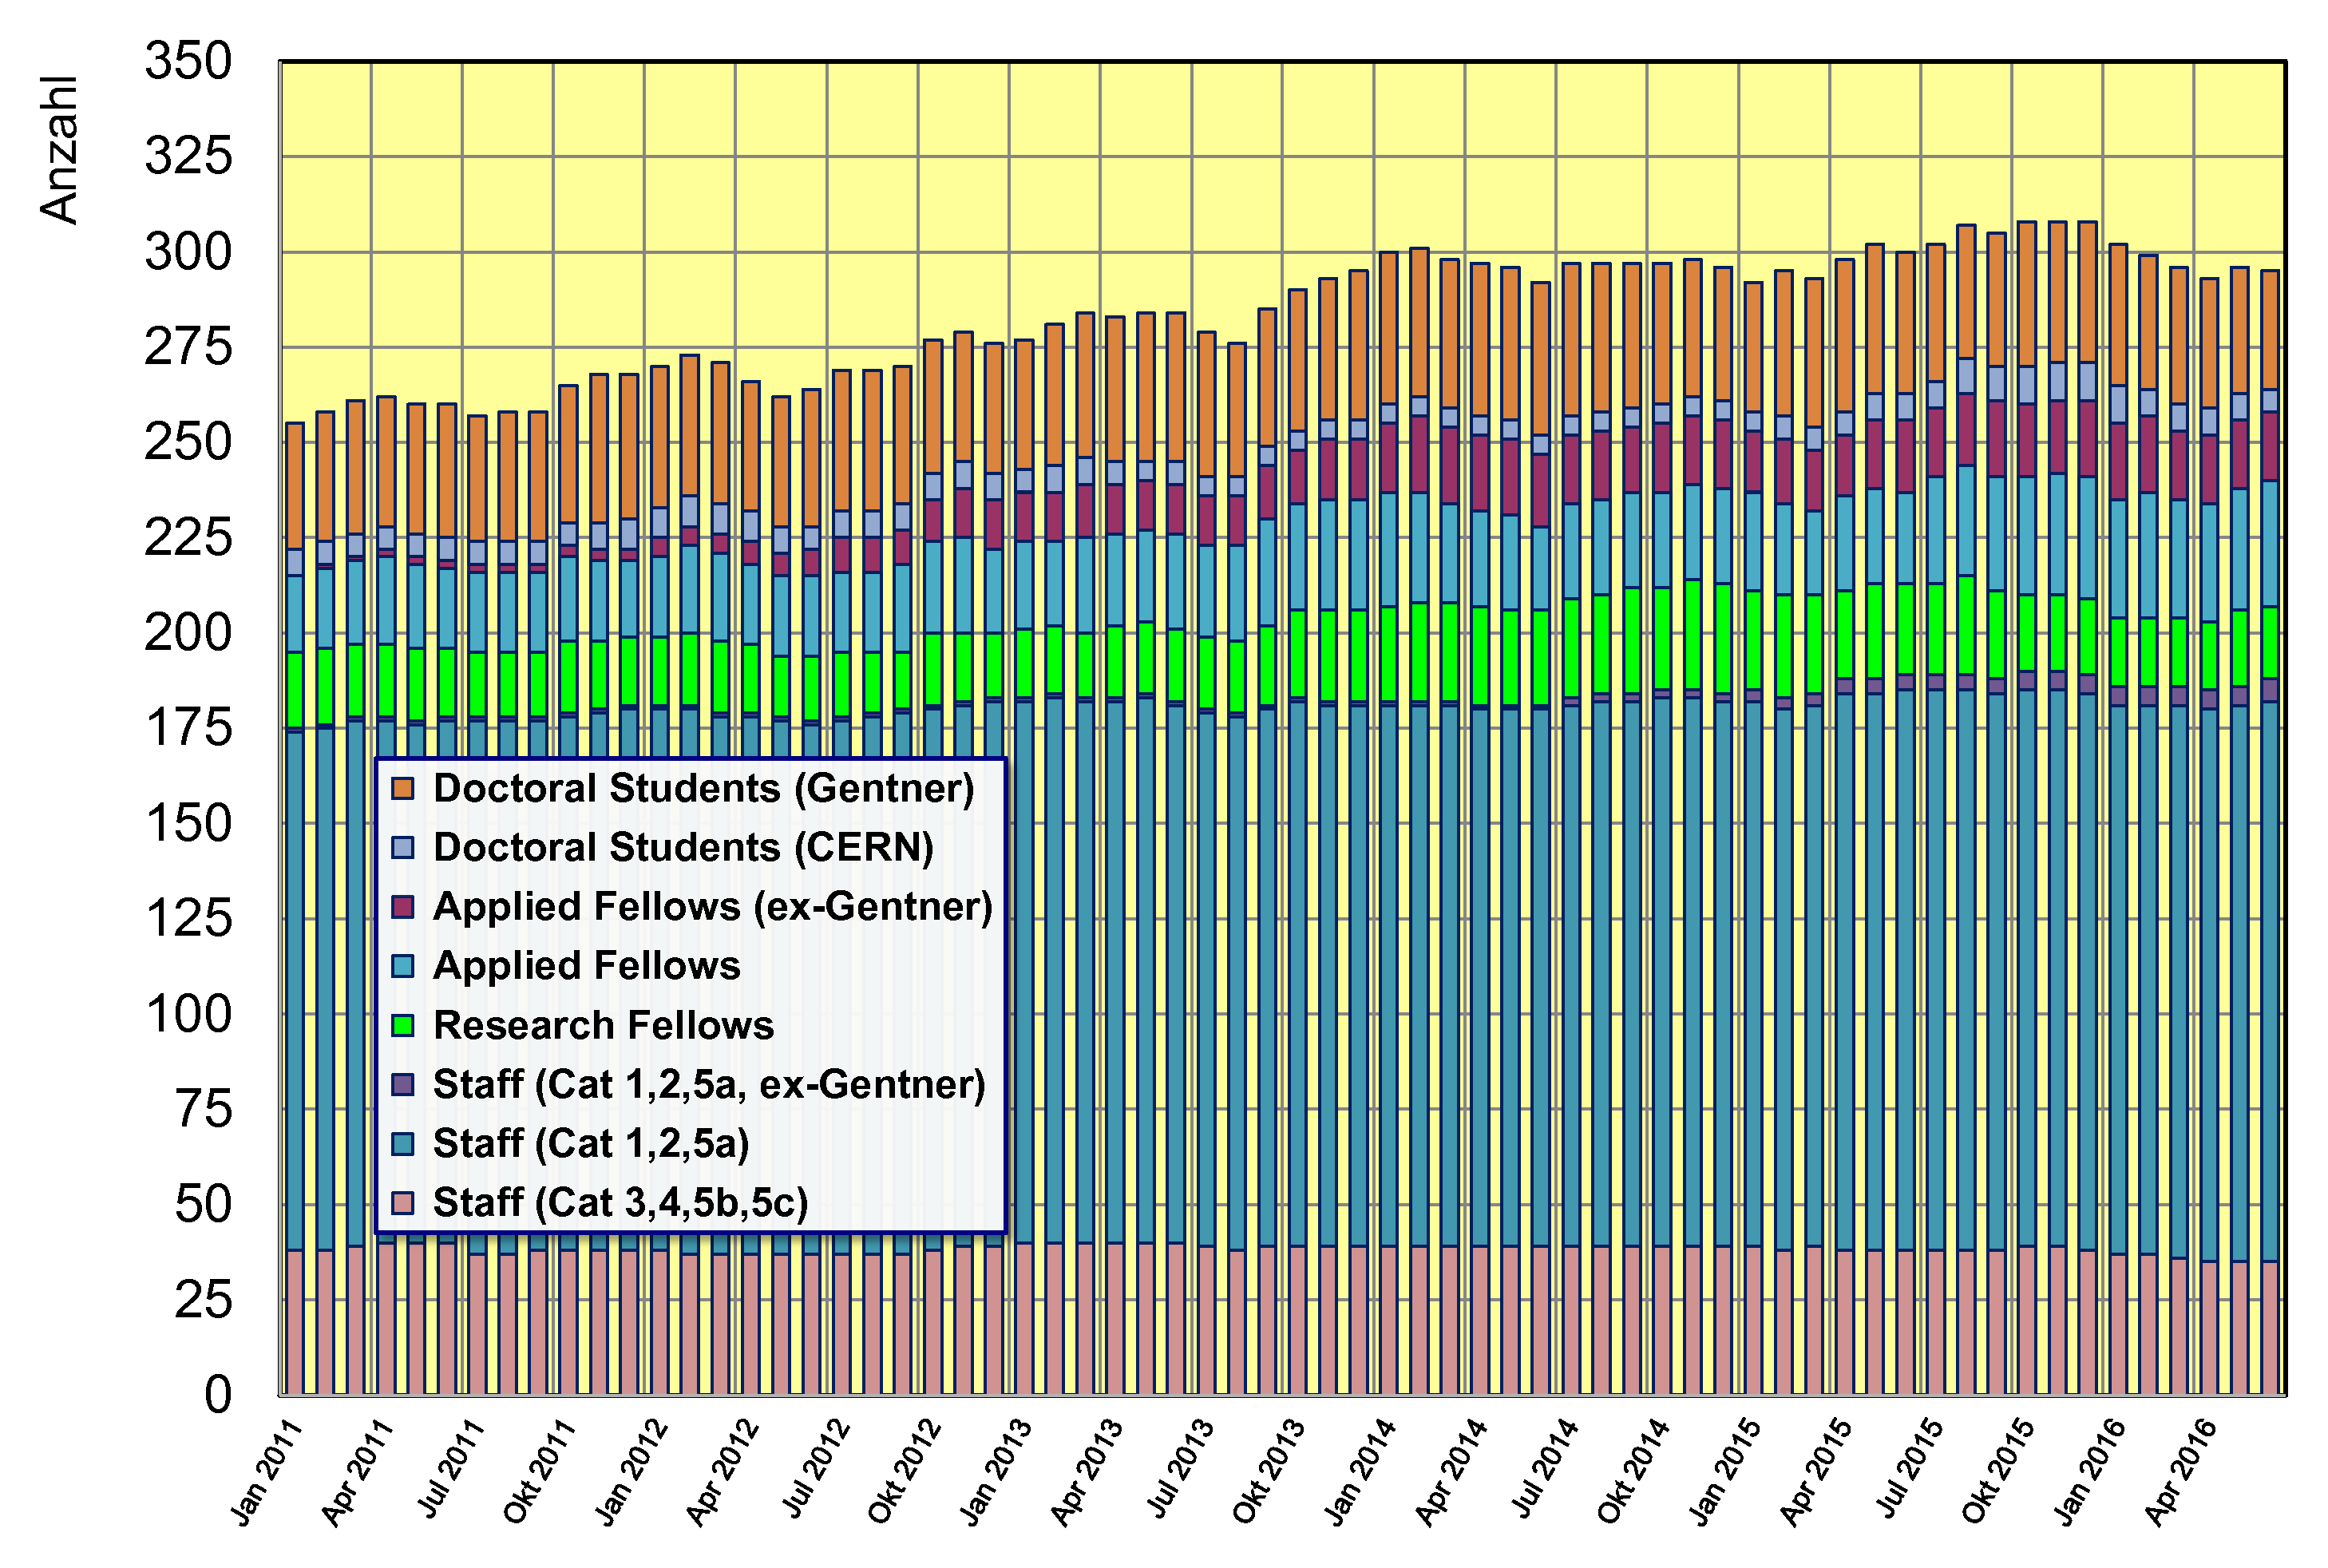 Anzahl
350
325
300
275
250
225
200
175
150
125
100
75
50
25
0
Doctoral Students (Gentner)
Doctoral Students (CERN)
Applied Fellows (ex-Gentner)
Applied Fellows
Research Fellows
Staff (Cat 1,2,5a, ex-Gentner)
Staff (Cat 1,2,5a)
Staff (Cat 3,4,5b,5c)
Jan 2011
Apr 2011
Jul 2011
Okt 2011
Jan 2012
Apr 2012
Jul 2012
Okt 2012
Jan 2013
Apr 2013
Jul 2013
Okt 2013
Jan 2014
Apr 2014
Jul 2014
Okt 2014
Jan 2015
Apr 2015
Jul 2015
Okt 2015
Jan 2016
Apr 2016